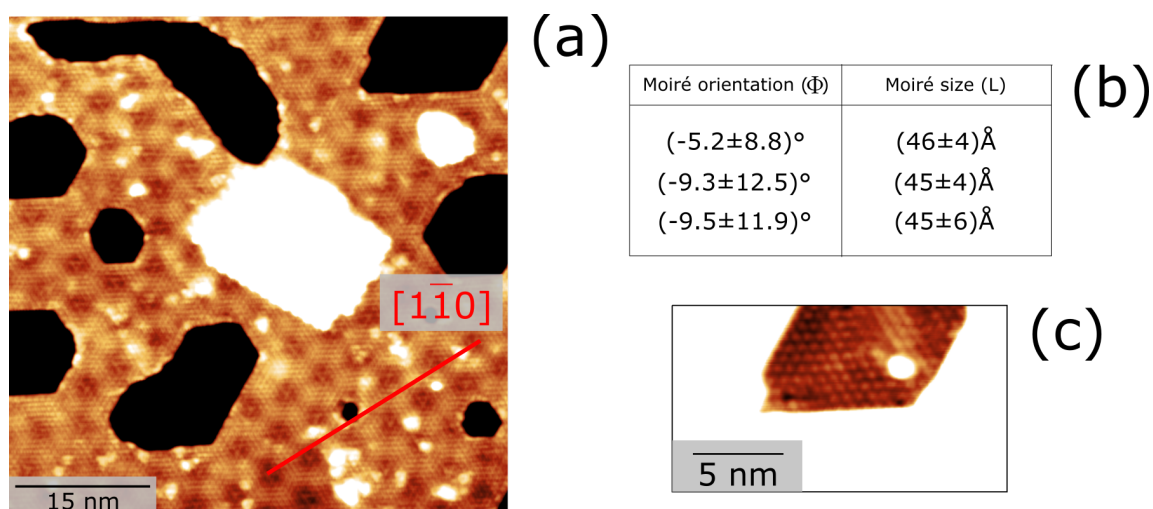 (a)
[11̅0]
15 nm
(b)
Moiré orientation (Φ) Moiré size (L)
(-5.2±8.8)° (46±4)Å
(-9.3±12.5)° (45±4)Å
(-9.5±11.9)° (45±6)Å
(c)
5 nm